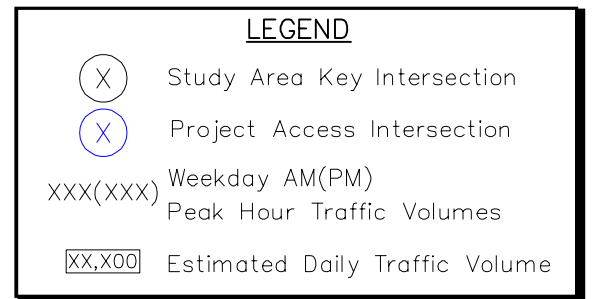 LEGEND
X Study Area Key Intersection
X Project Access Intersection
XXX(XXX) Weekday AM(PM)
Peak Hour Traffic Volumes
XX,X00 Estimated Daily Traffic Volume